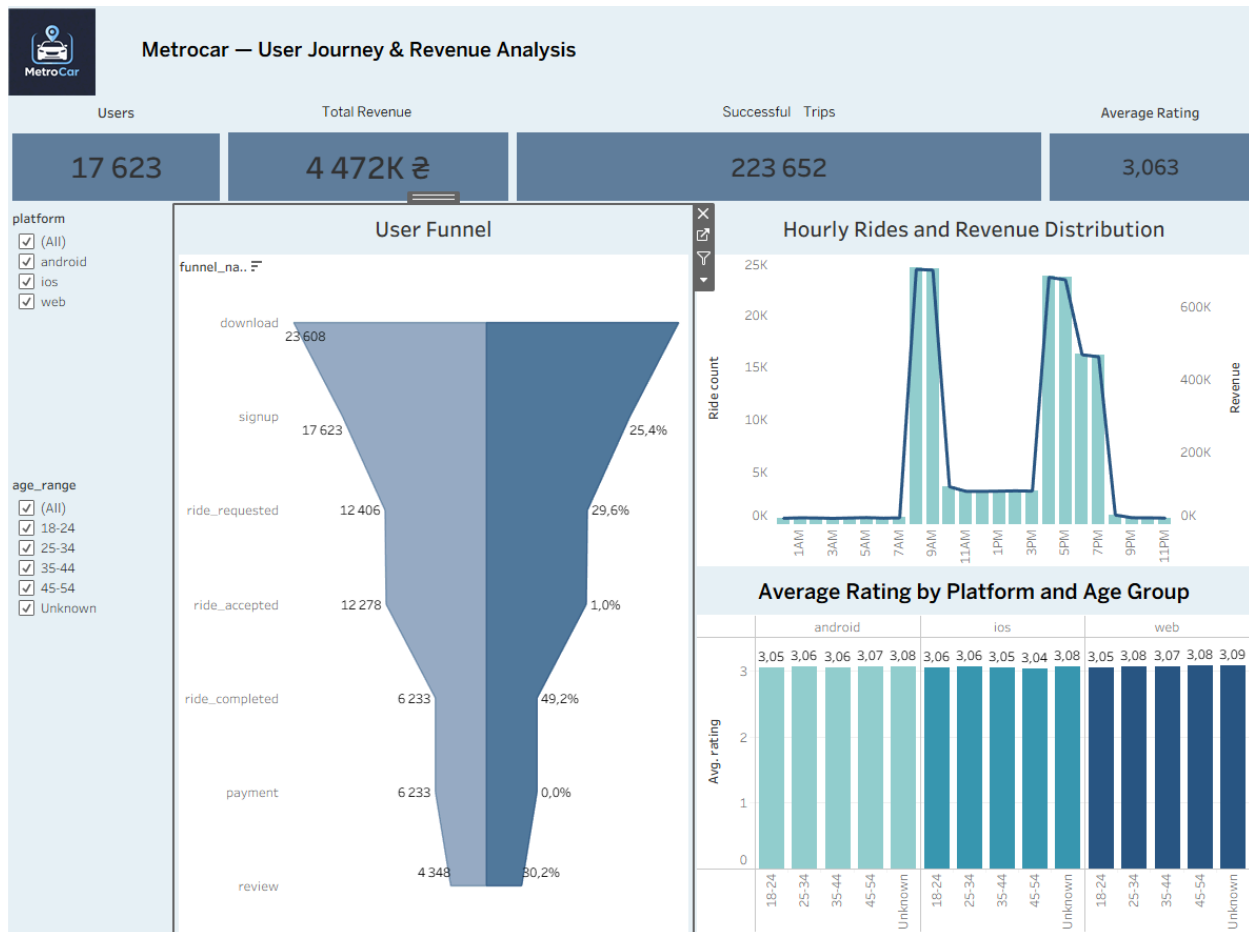 MetroCar
Metrocar — User Journey & Revenue Analysis
Users
Total Revenue
Successful Trips
Average Rating
17 623
4 472K ₴
223 652
3,063
platform
(All)
android
ios
web
age_range
(All)
18-24
25-34
35-44
45-54
Unknown
User Funnel
funnel_na..
download
23 608
signup
17 623
25,4%
ride_requested
12 406
29,6%
ride_accepted
12 278
1,0%
ride_completed
6 233
49,2%
payment
6 233
0,0%
review
4 348
30,2%
Hourly Rides and Revenue Distribution
25K
20K
15K
10K
5K
0K
Ride count
600K
400K
200K
0K
Revenue
1AM
3AM
5AM
7AM
9AM
11AM
1PM
3PM
5PM
7PM
9PM
11PM
Average Rating by Platform and Age Group
android
ios
web
3,05 3,06 3,06 3,07 3,08
3,06 3,06 3,05 3,04 3,08
3,05 3,08 3,07 3,08 3,09
3
2
1
0
Avg. rating
18-24
25-34
35-44
45-54
Unknown
18-24
25-34
35-44
45-54
Unknown
18-24
25-34
35-44
45-54
Unknown